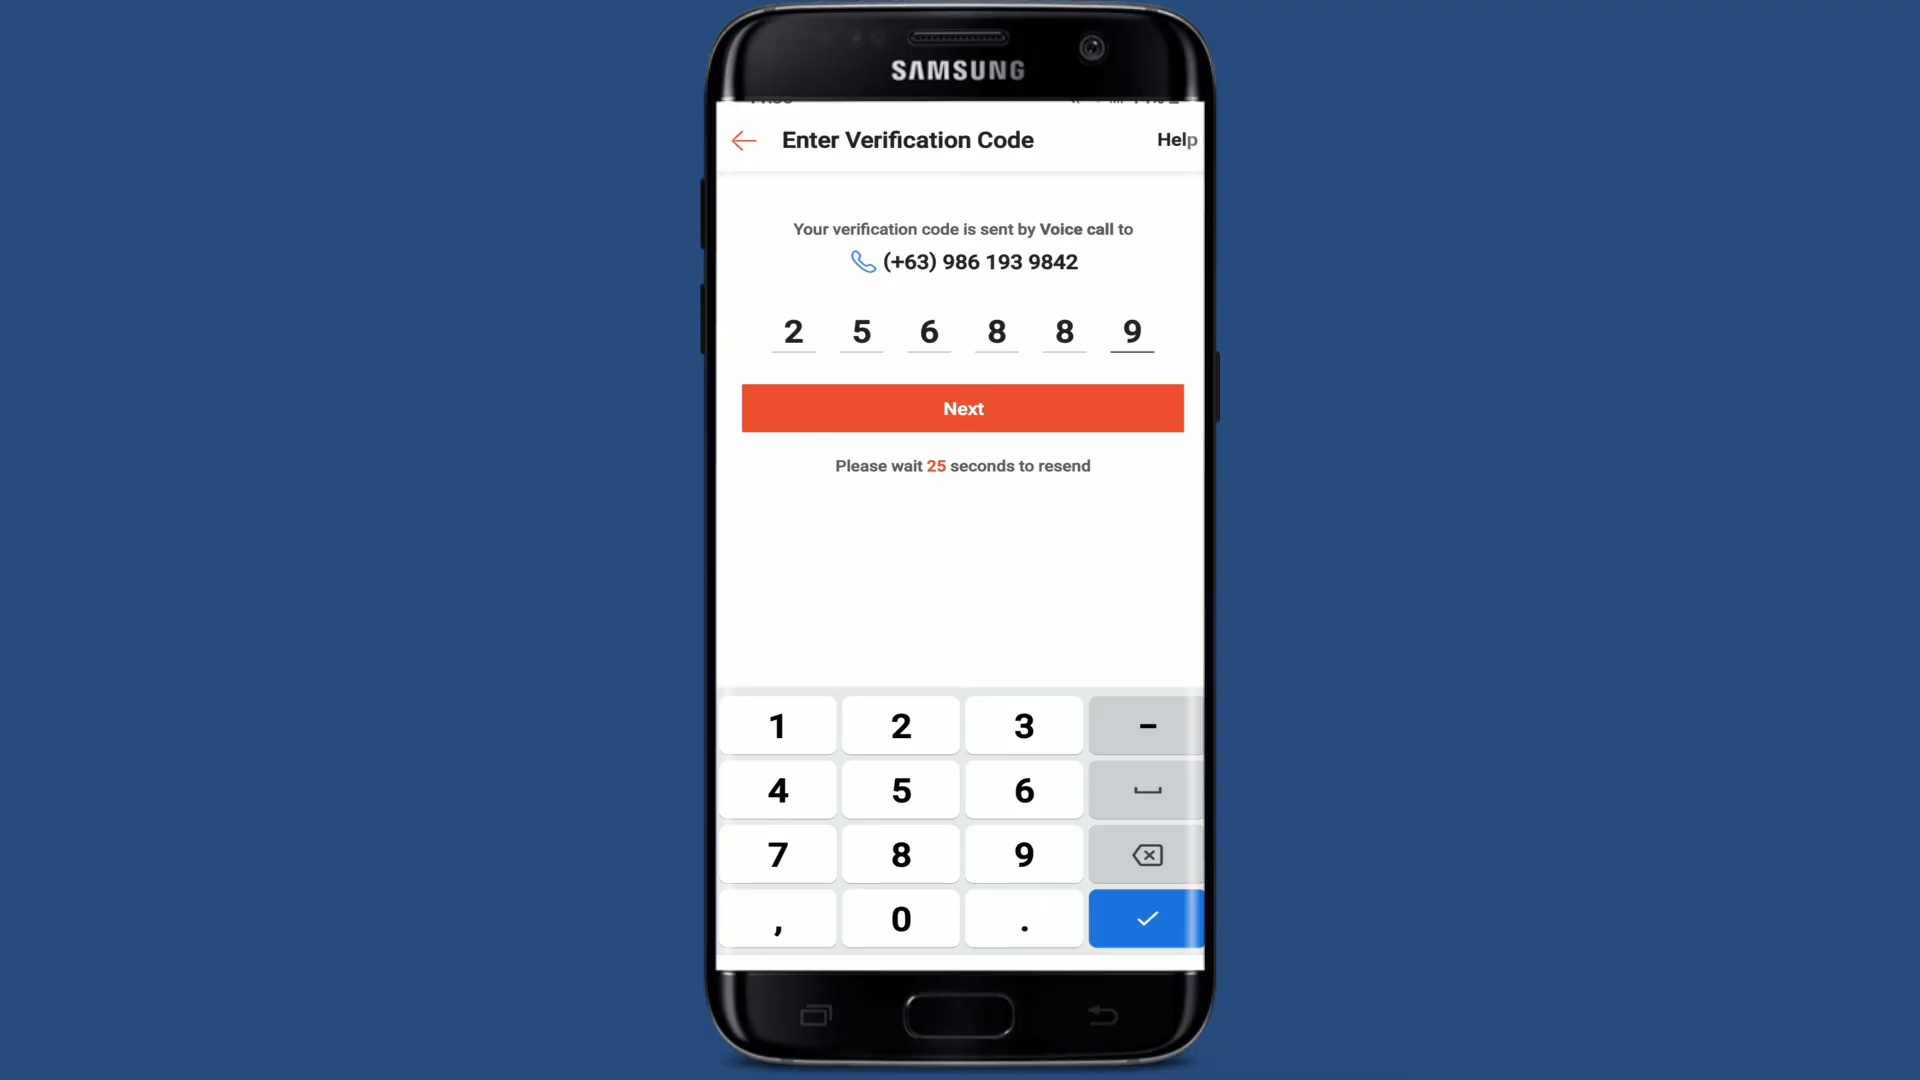 SAMSUNG
Enter Verification Code
Help
Your verification code is sent by Voice call to
(+63) 986 193 9842
2 5 6 8 8 9
Next
Please wait 25 seconds to resend
1 2 3 -
4 5 6
7 8 9
, 0 .